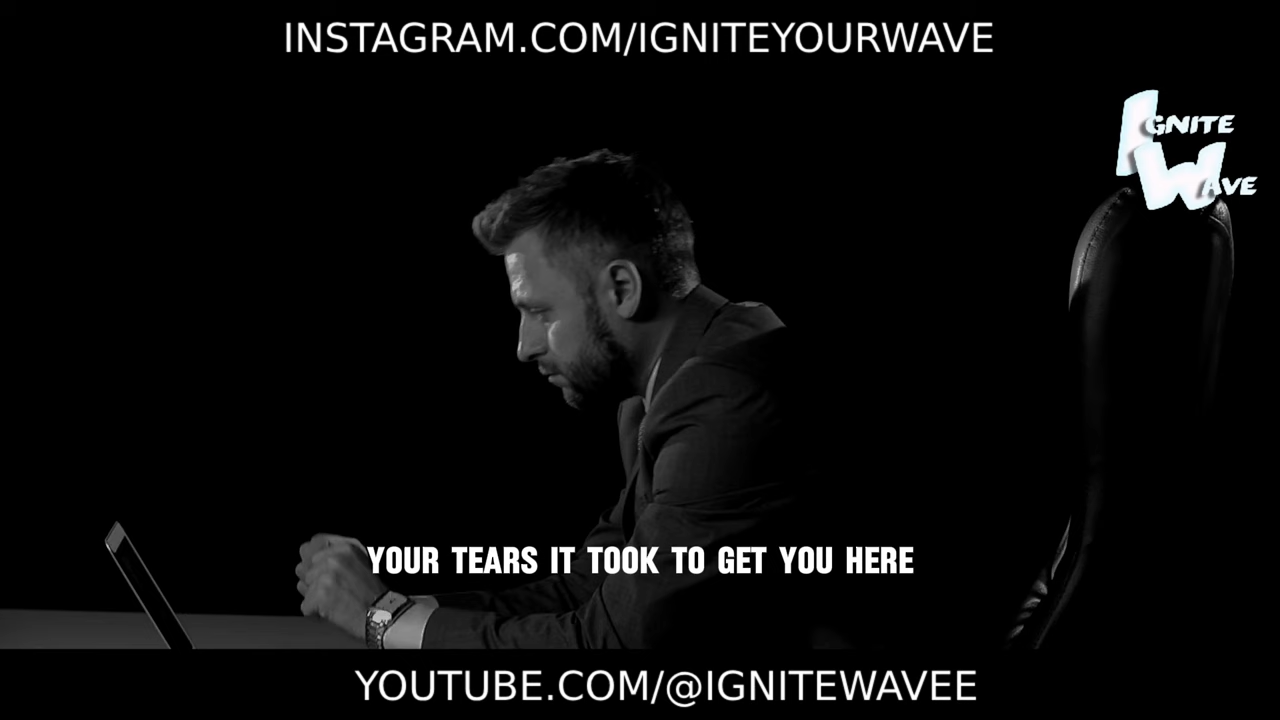 INSTAGRAM.COM/IGNITEYOURWAVE
IGNITE
WAVE
YOUR TEARS IT TOOK TO GET YOU HERE
YOUTUBE.COM/@IGNITEWAVEE